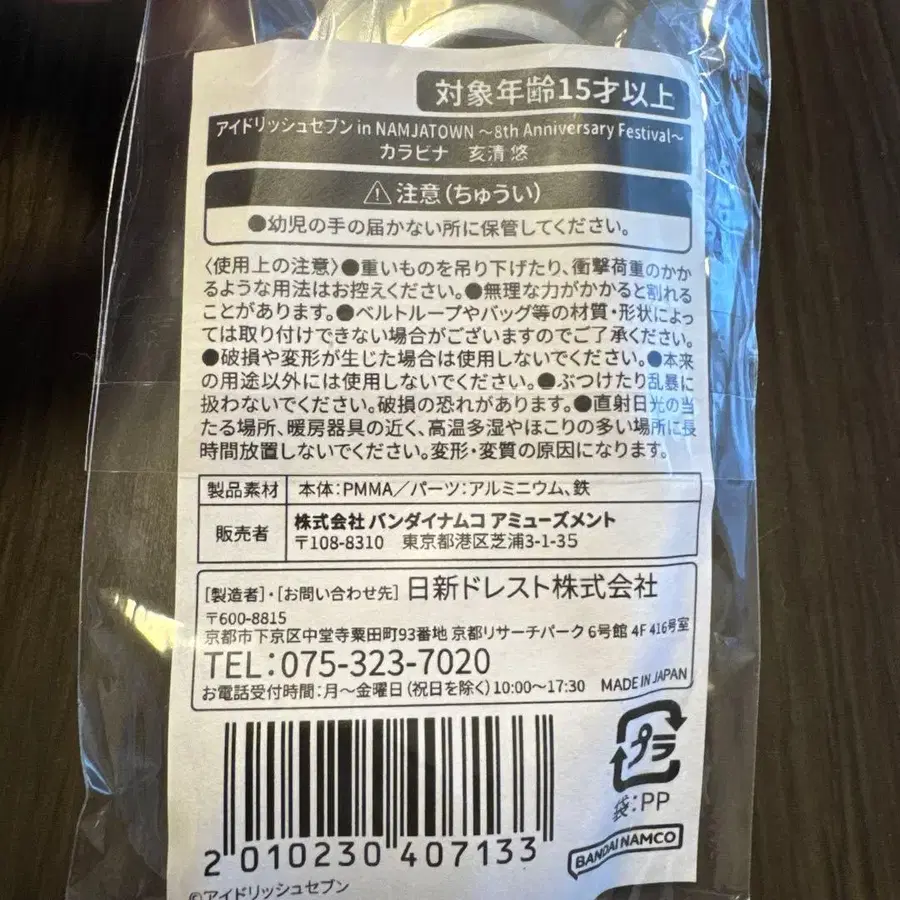 対象年齢15才以上
アイドリッシュセブン in NAMJATOWN ～8th Anniversary Festival～
カラビナ 亥清 悠
⚠注意(ちゅうい)
●幼児の手の届かない所に保管してください。
〈使用上の注意〉●重いものを吊り下げたり、衝撃荷重のかか
るような用法はお控えください。●無理な力がかかると割れる
ことがあります。●ベルトループやバッグ等の材質・形状によっ
ては取り付けできない場合がございますのでご了承ください。
●破損や変形が生じた場合は使用しないでください。●本来
の用途以外には使用しないでください。●ぶつけたり乱暴に
扱わないでください。破損の恐れがあります。●直射日光の当
たる場所、暖房器具の近く、高温多湿やほこりの多い場所に長
時間放置しないでください。変形・変質の原因になります。
製品素材 本体:PMMA／パーツ:アルミニウム、鉄
販売者 株式会社 バンダイナムコ アミューズメント
〒108-8310 東京都港区芝浦3-1-35
[製造者]・[お問い合わせ先] 日新ドレスト株式会社
〒600-8815
京都市下京区中堂寺粟田町93番地 京都リサーチパーク 6号館 4F 416号室
TEL:075-323-7020
お電話受付時間:月～金曜日(祝日を除く)10:00～17:30 MADE IN JAPAN
プラ
袋:PP
BANDAI NAMCO
2 010230 407133
©アイドリッシュセブン